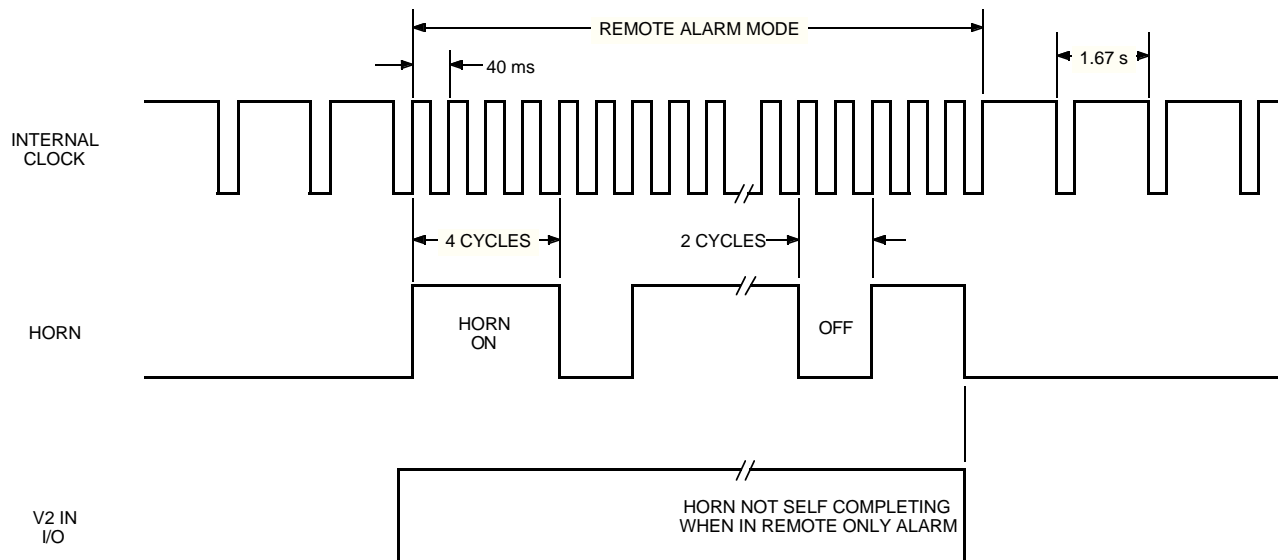 REMOTE ALARM MODE
40 ms
1.67 s
INTERNAL
CLOCK
4 CYCLES
2 CYCLES
HORN
HORN
ON
OFF
V2 IN
I/O
HORN NOT SELF COMPLETING
WHEN IN REMOTE ONLY ALARM